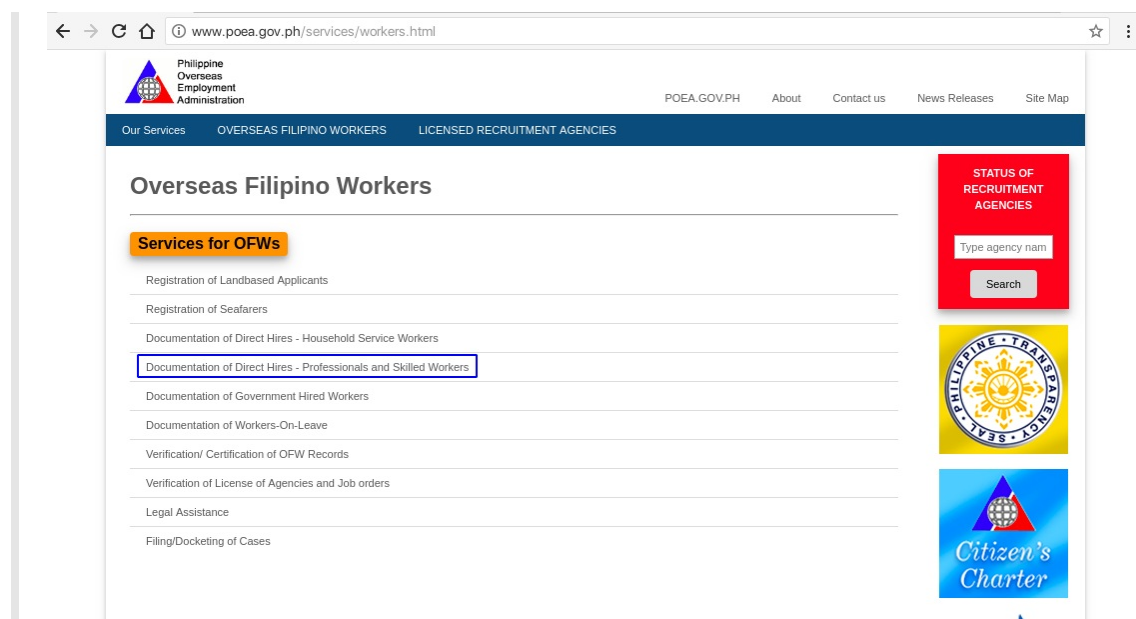 www.poea.gov.ph/services/workers.html
Philippine
Overseas
Employment
Administration
POEA.GOV.PH About Contact us News Releases Site Map
Our Services OVERSEAS FILIPINO WORKERS LICENSED RECRUITMENT AGENCIES
Overseas Filipino Workers
Services for OFWs
Registration of Landbased Applicants
Registration of Seafarers
Documentation of Direct Hires - Household Service Workers
Documentation of Direct Hires - Professionals and Skilled Workers
Documentation of Government Hired Workers
Documentation of Workers-On-Leave
Verification/ Certification of OFW Records
Verification of License of Agencies and Job orders
Legal Assistance
Filing/Docketing of Cases
STATUS OF
RECRUITMENT
AGENCIES
Type agency nam
Search
PHILIPPINE • TRANSPARENCY SEAL •
Citizen's
Charter